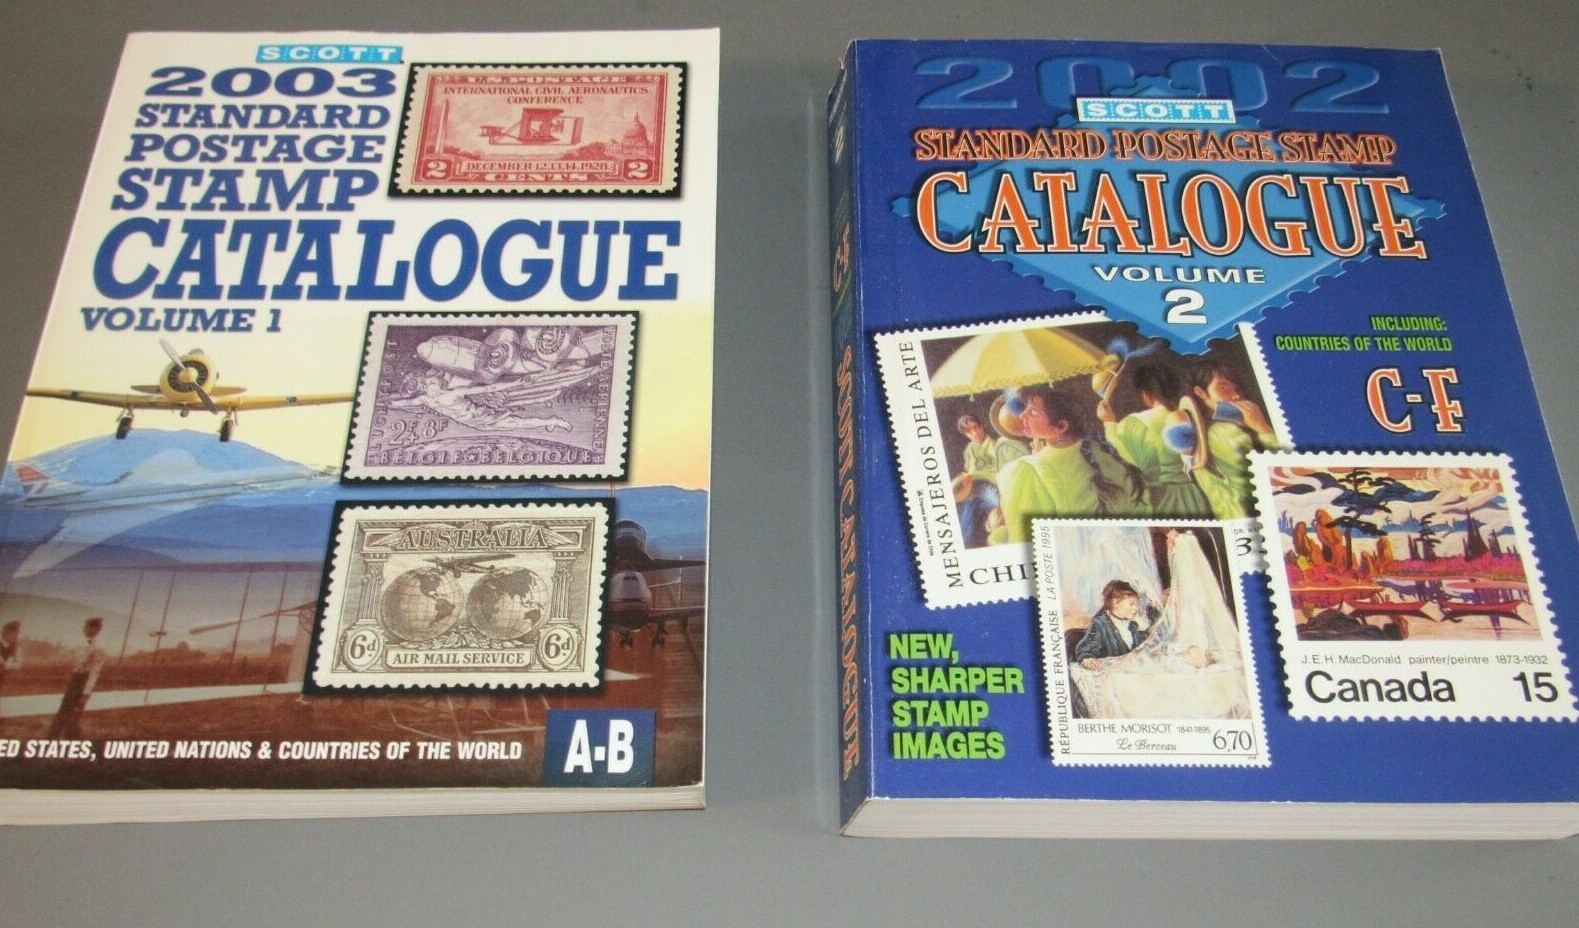 SCOTT
2003
STANDARD
POSTAGE
STAMP
CATALOGUE
VOLUME 1
U.S. POSTAGE
INTERNATIONAL CIVIL AERONAUTICS
CONFERENCE
2
2
DECEMBER 12.13.14.1928
CENTS
2F+8F
BELGIË★BELGIQUE
AUSTRALIA
6d
6d
AIR MAIL SERVICE
ED STATES, UNITED NATIONS & COUNTRIES OF THE WORLD
A-B
2002
SCOTT
STANDARD POSTAGE STAMP
CATALOGUE
VOLUME
2
INCLUDING:
COUNTRIES OF THE WORLD
C-F
MENSAJEROS DEL ARTE
CHI
NEW,
SHARPER
STAMP
IMAGES
RÉPUBLIQUE FRANÇAISE LA POSTE 1995
BERTHE MORISOT 1841-1895
Le Berceau
6,70
J.E.H. MacDonald painter/peintre 1873-1932
Canada 15
C-F
SCOTT CATALOGUE